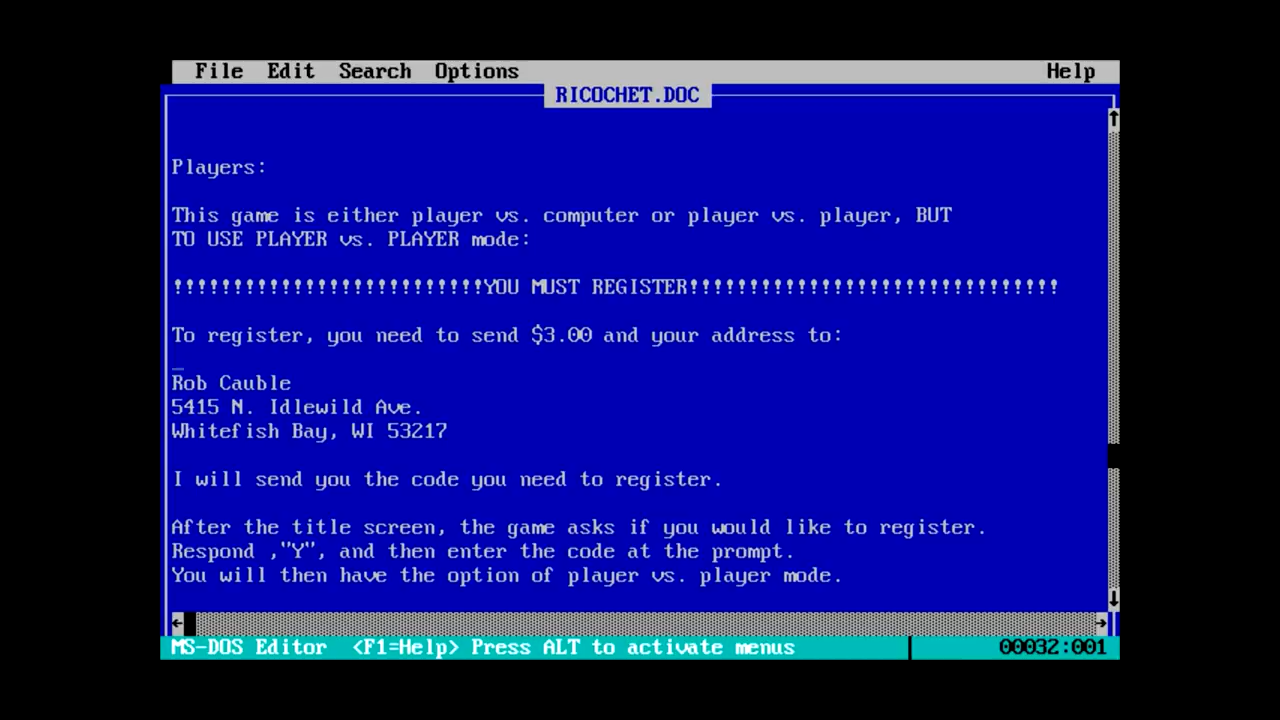 File Edit Search Options Help
RICOCHET.DOC
Players:
This game is either player vs. computer or player vs. player, BUT
TO USE PLAYER vs. PLAYER mode:
!!!!!!!!!!!!!!!!!!!!!!!!!!YOU MUST REGISTER!!!!!!!!!!!!!!!!!!!!!!!!!!!!!!!
To register, you need to send $3.00 and your address to:
Rob Cauble
5415 N. Idlewild Ave.
Whitefish Bay, WI 53217
I will send you the code you need to register.
After the title screen, the game asks if you would like to register.
Respond ,"Y", and then enter the code at the prompt.
You will then have the option of player vs. player mode.
MS-DOS Editor <F1=Help> Press ALT to activate menus 00032:001